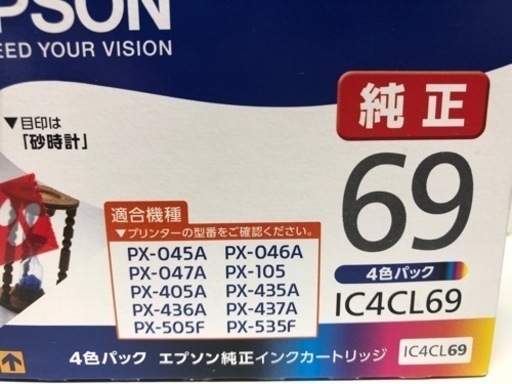 EPSON
EXCEED YOUR VISION
純正
▼目印は
「砂時計」
69
適合機種
▼プリンターの型番をご確認ください。
PX-045A PX-046A
PX-047A PX-105
PX-405A PX-435A
PX-436A PX-437A
PX-505F PX-535F
4色パック
IC4CL69
4色パック エプソン純正インクカートリッジ IC4CL69